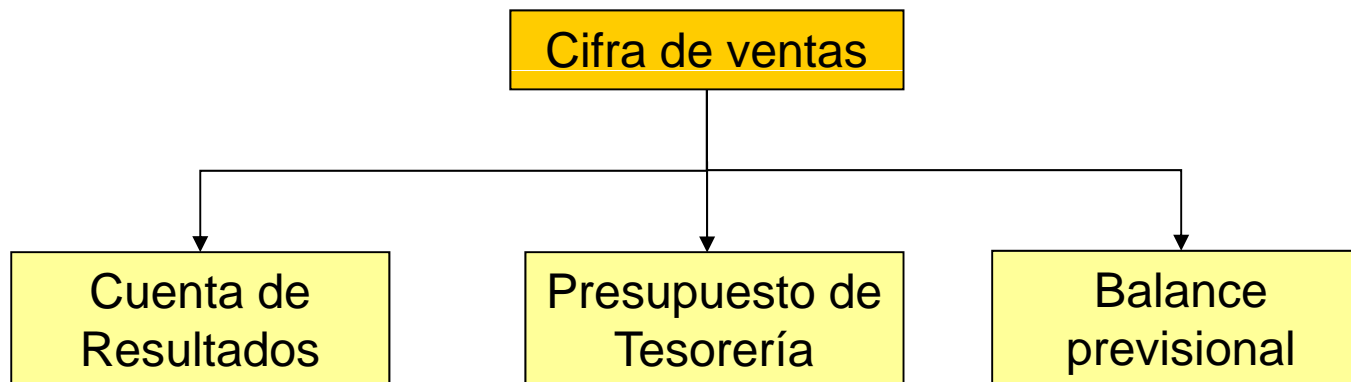 Cifra de ventas
Cuenta de
Resultados
Presupuesto de
Tesorería
Balance
previsional